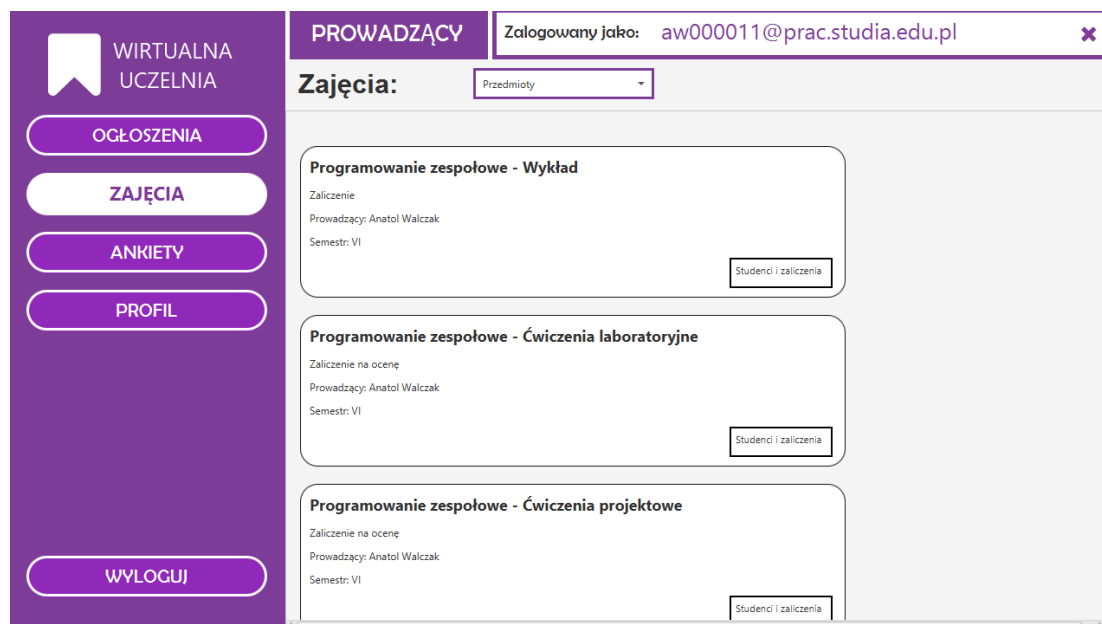 WIRTUALNA
UCZELNIA
OGŁOSZENIA
ZAJĘCIA
ANKIETY
PROFIL
WYLOGUJ
PROWADZĄCY
Zalogowany jako: aw000011@prac.studia.edu.pl
Zajęcia:
Przedmioty
Programowanie zespołowe - Wykład
Zaliczenie
Prowadzący: Anatol Walczak
Semestr: VI
Studenci i zaliczenia
Programowanie zespołowe - Ćwiczenia laboratoryjne
Zaliczenie na ocenę
Prowadzący: Anatol Walczak
Semestr: VI
Studenci i zaliczenia
Programowanie zespołowe - Ćwiczenia projektowe
Zaliczenie na ocenę
Prowadzący: Anatol Walczak
Semestr: VI
Studenci i zaliczenia